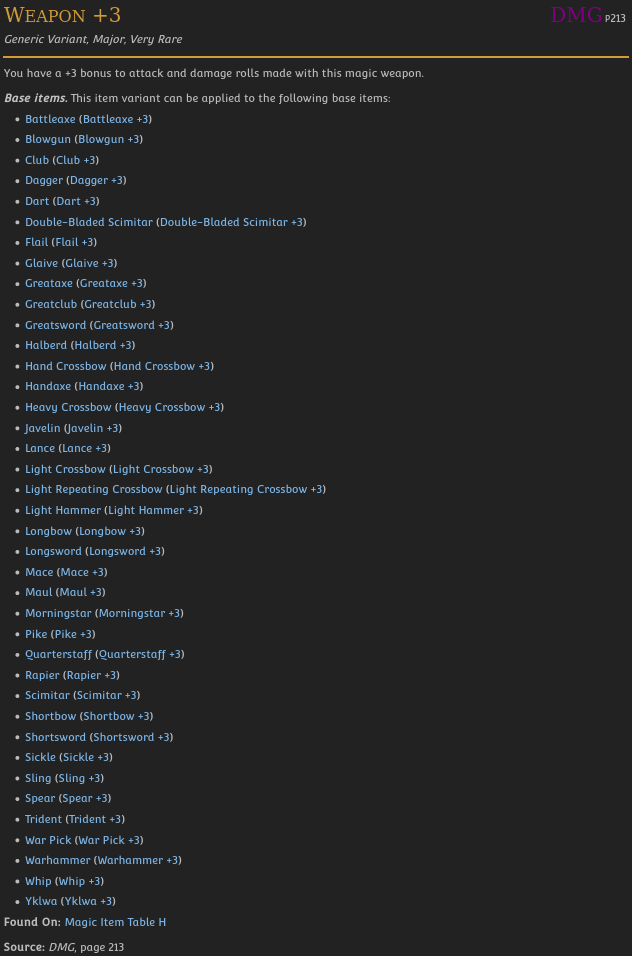 Weapon +3
DMG P213
Generic Variant, Major, Very Rare
You have a +3 bonus to attack and damage rolls made with this magic weapon.
Base items. This item variant can be applied to the following base items:
• Battleaxe (Battleaxe +3)
• Blowgun (Blowgun +3)
• Club (Club +3)
• Dagger (Dagger +3)
• Dart (Dart +3)
• Double-Bladed Scimitar (Double-Bladed Scimitar +3)
• Flail (Flail +3)
• Glaive (Glaive +3)
• Greataxe (Greataxe +3)
• Greatclub (Greatclub +3)
• Greatsword (Greatsword +3)
• Halberd (Halberd +3)
• Hand Crossbow (Hand Crossbow +3)
• Handaxe (Handaxe +3)
• Heavy Crossbow (Heavy Crossbow +3)
• Javelin (Javelin +3)
• Lance (Lance +3)
• Light Crossbow (Light Crossbow +3)
• Light Repeating Crossbow (Light Repeating Crossbow +3)
• Light Hammer (Light Hammer +3)
• Longbow (Longbow +3)
• Longsword (Longsword +3)
• Mace (Mace +3)
• Maul (Maul +3)
• Morningstar (Morningstar +3)
• Pike (Pike +3)
• Quarterstaff (Quarterstaff +3)
• Rapier (Rapier +3)
• Scimitar (Scimitar +3)
• Shortbow (Shortbow +3)
• Shortsword (Shortsword +3)
• Sickle (Sickle +3)
• Sling (Sling +3)
• Spear (Spear +3)
• Trident (Trident +3)
• War Pick (War Pick +3)
• Warhammer (Warhammer +3)
• Whip (Whip +3)
• Yklwa (Yklwa +3)
Found On: Magic Item Table H
Source: DMG, page 213